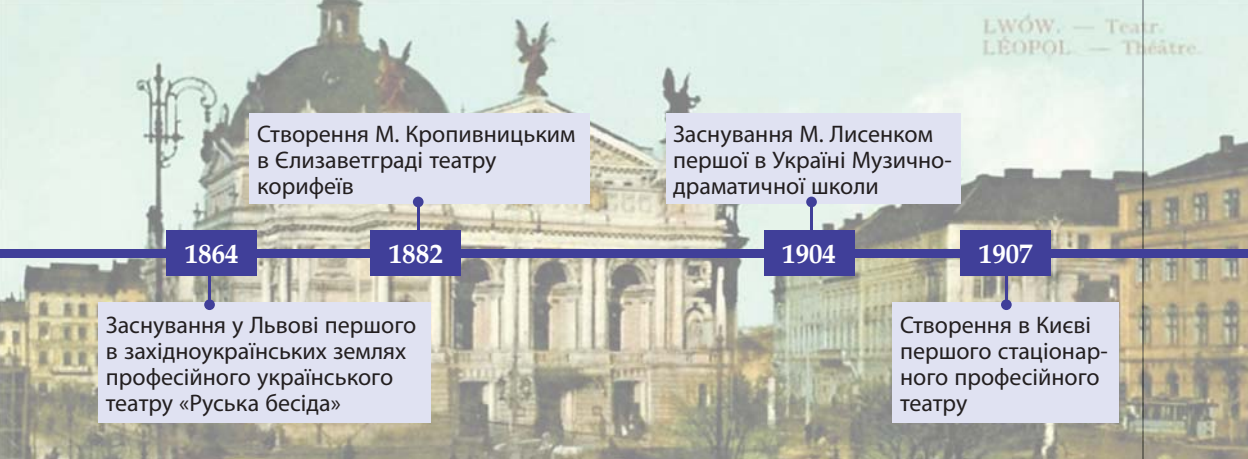 LWÓW. — Teatr.
LÉOPOL — Théâtre.
Створення М. Кропивницьким
в Єлизаветграді театру
корифеїв
Заснування М. Лисенком
першої в Україні Музично-
драматичної школи
1864
1882
1904
1907
Заснування у Львові першого
в західноукраїнських землях
професійного українського
театру «Руська бесіда»
Створення в Києві
першого стаціонар-
ного професійного
театру